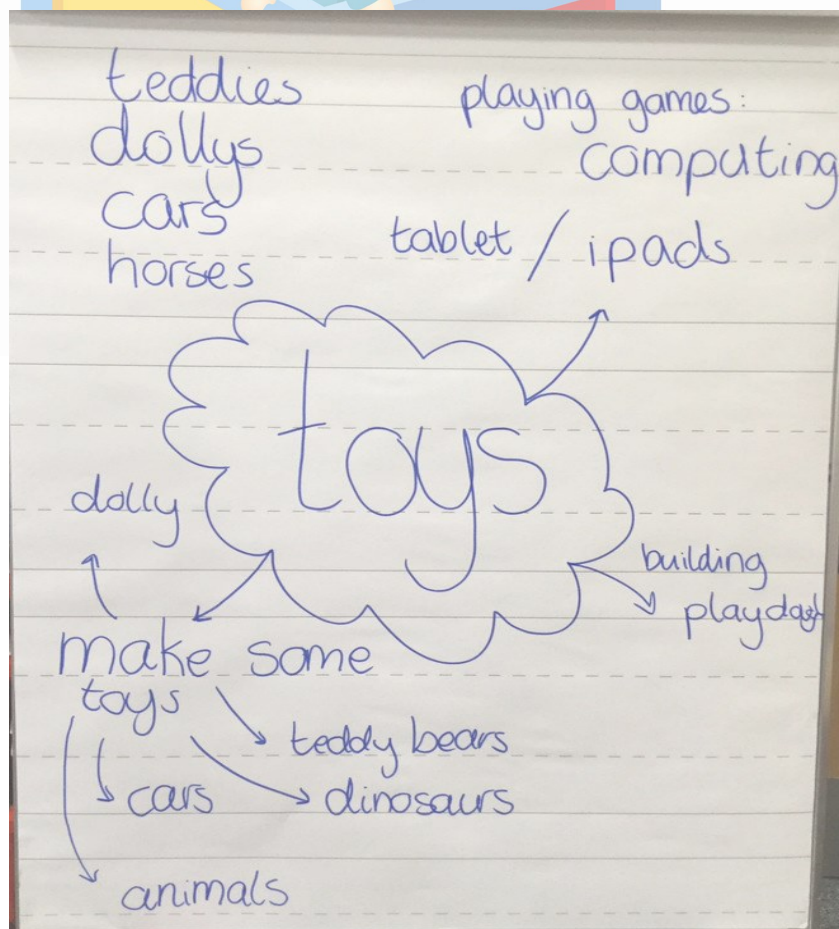 teddies
dollys
cars
horses
playing games:
computing
tablet / ipads
toys
dolly
building
make some
toys
teddy bears
cars
dinosaurs
animals